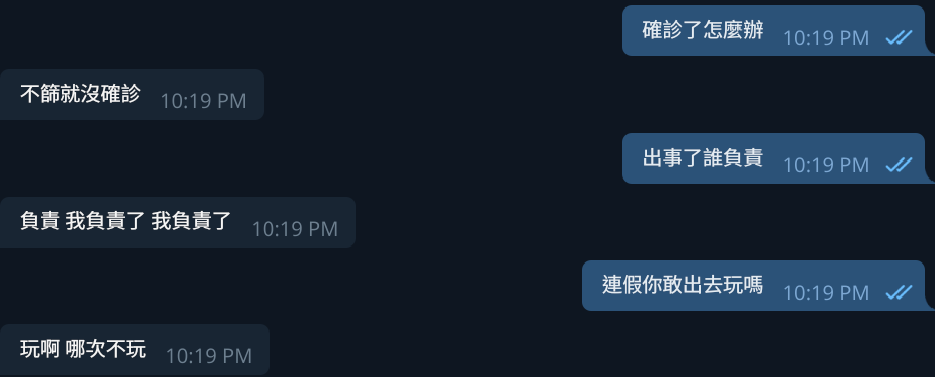 確診了怎麼辦 10:19 PM
不篩就沒確診 10:19 PM
出事了誰負責 10:19 PM
負責 我負責了 我負責了 10:19 PM
連假你敢出去玩嗎 10:19 PM
玩啊 哪次不玩 10:19 PM